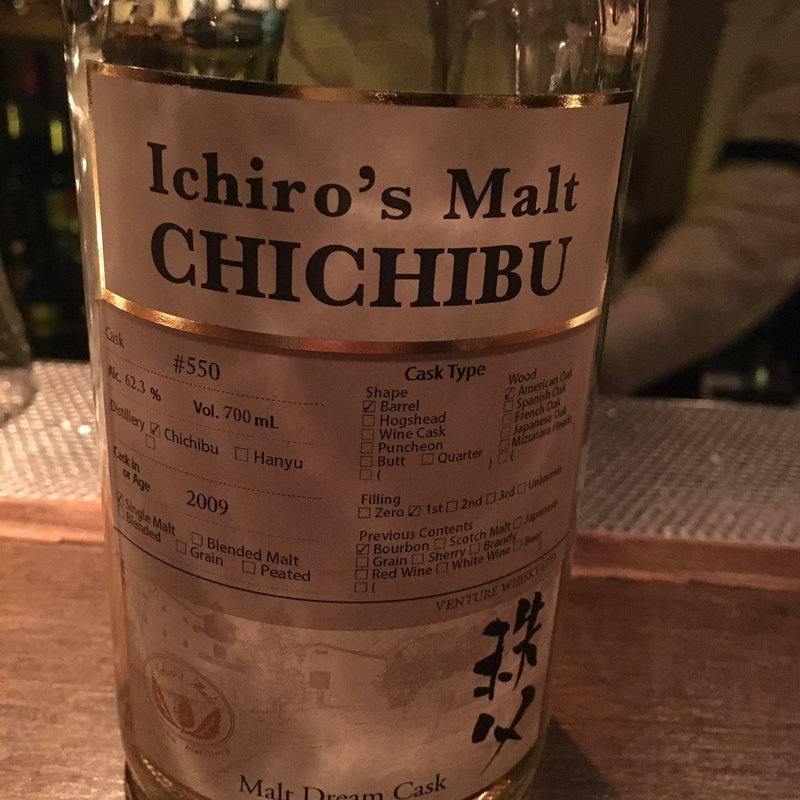 Ichiro's Malt
CHICHIBU
Cask #550
Alc. 62.3 % Vol. 700 mL
Distillery ☑ Chichibu ☐ Hanyu
☐
Cask in
or Age 2009
☑ Single Malt ☐ Blended Malt
Blended ☐ Grain ☐ Peated
Cask Type
Shape
☑ Barrel
☐ Hogshead
☐ Wine Cask
☐ Puncheon
☐ Butt ☐ Quarter
☐ ( )
Wood
☑ American Oak
☐ Spanish Oak
☐ French Oak
☐ Japanese Oak
☐ Mizunara Heads
☐ (
Filling
☐ Zero ☑ 1st ☐ 2nd ☐ 3rd ☐ Unknown
Previous Contents
☑ Bourbon ☐ Scotch Malt ☐ Japanese
☐ Grain ☐ Sherry ☐ Brandy
☐ Red Wine ☐ White Wine ☐ Beer
☐ ( )
VENTURE WHISKY
秩父
Malt Dream Cask